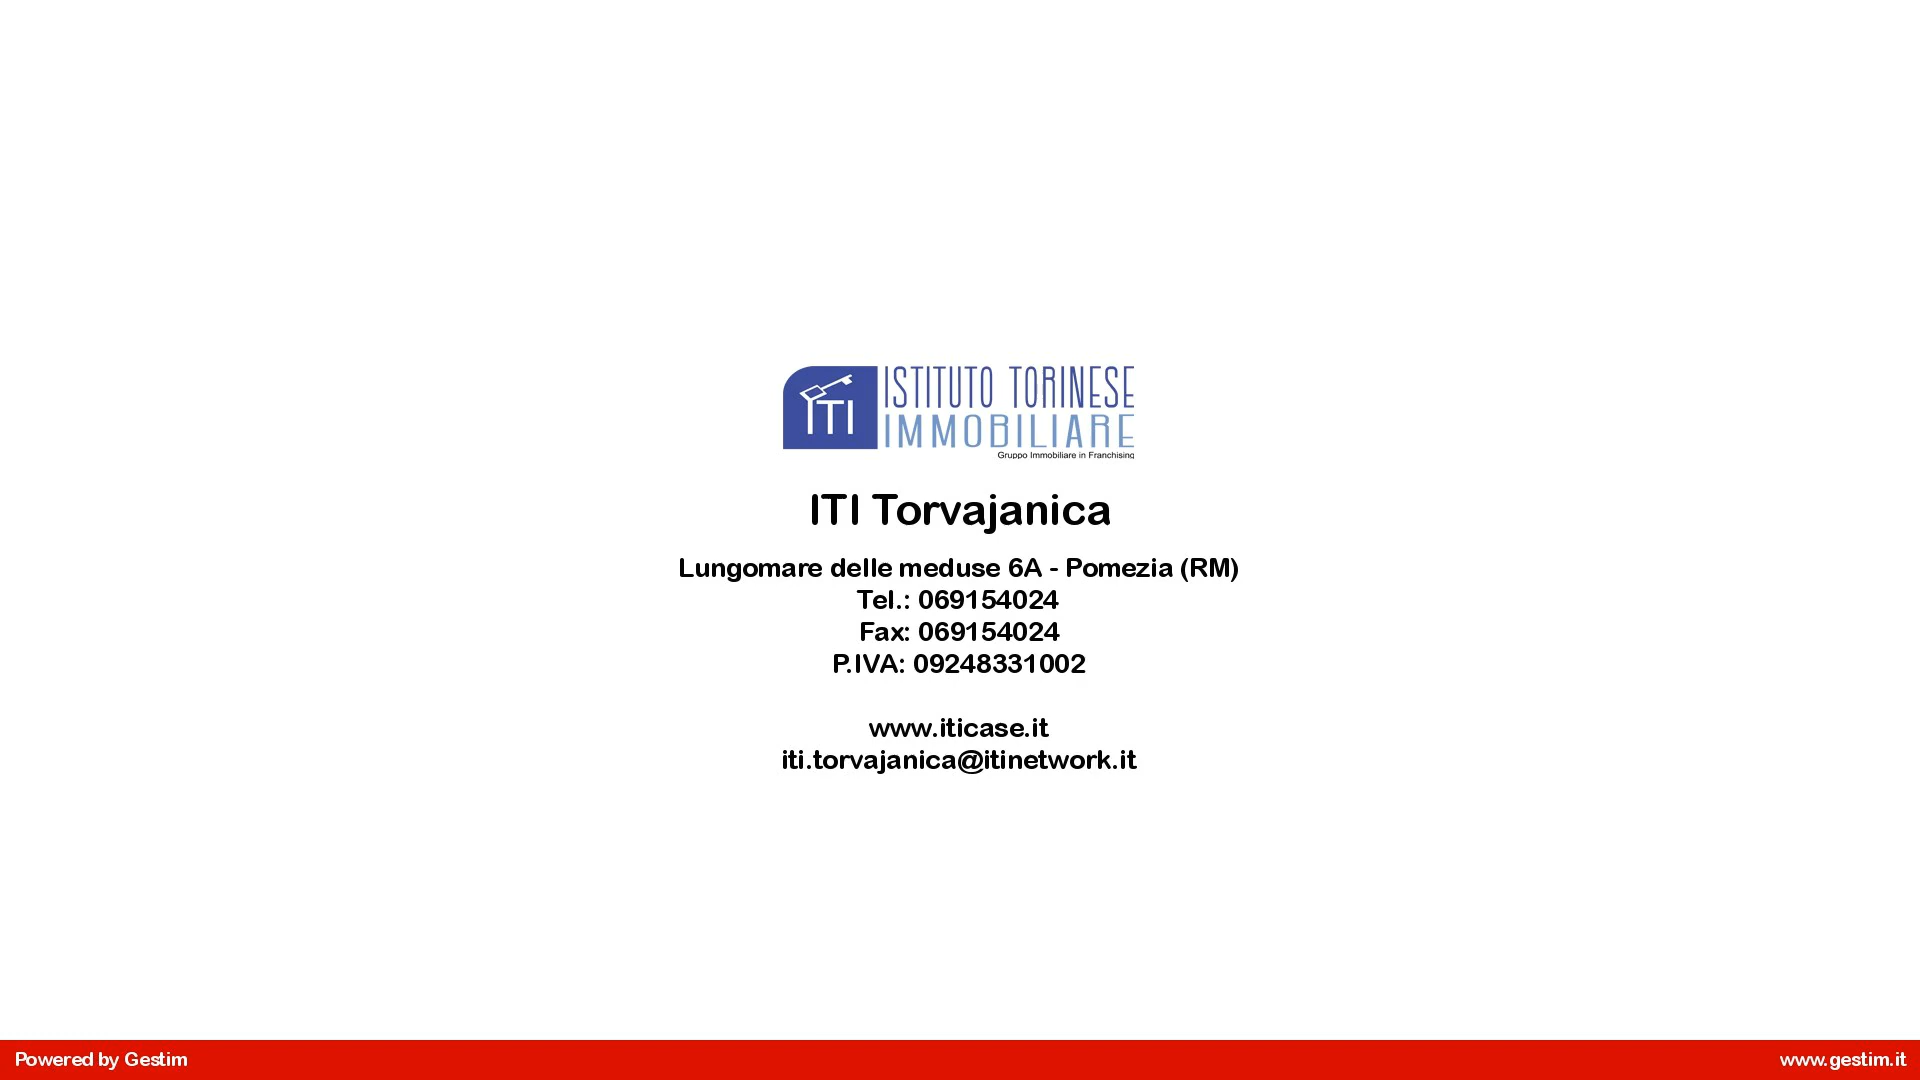 ITI
ISTITUTO TORINESE
IMMOBILIARE
Gruppo Immobiliare in Franchising
ITI Torvajanica
Lungomare delle meduse 6A - Pomezia (RM)
Tel.: 069154024
Fax: 069154024
P.IVA: 09248331002
www.iticase.it
iti.torvajanica@itinetwork.it
Powered by Gestim
www.gestim.it